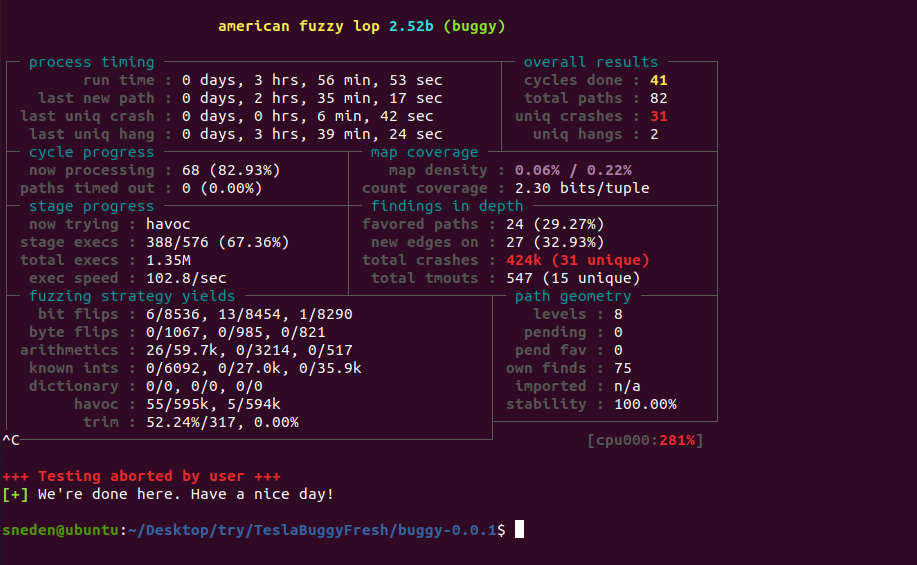 american fuzzy lop 2.52b (buggy)
process timing overall results
run time : 0 days, 3 hrs, 56 min, 53 sec cycles done : 41
last new path : 0 days, 2 hrs, 35 min, 17 sec total paths : 82
last uniq crash : 0 days, 0 hrs, 6 min, 42 sec uniq crashes : 31
last uniq hang : 0 days, 3 hrs, 39 min, 24 sec uniq hangs : 2
cycle progress map coverage
now processing : 68 (82.93%) map density : 0.06% / 0.22%
paths timed out : 0 (0.00%) count coverage : 2.30 bits/tuple
stage progress findings in depth
now trying : havoc favored paths : 24 (29.27%)
stage execs : 388/576 (67.36%) new edges on : 27 (32.93%)
total execs : 1.35M total crashes : 424k (31 unique)
exec speed : 102.8/sec total tmouts : 547 (15 unique)
fuzzing strategy yields path geometry
bit flips : 6/8536, 13/8454, 1/8290 levels : 8
byte flips : 0/1067, 0/985, 0/821 pending : 0
arithmetics : 26/59.7k, 0/3214, 0/517 pend fav : 0
known ints : 0/6092, 0/27.0k, 0/35.9k own finds : 75
dictionary : 0/0, 0/0, 0/0 imported : n/a
havoc : 55/595k, 5/594k stability : 100.00%
trim : 52.24%/317, 0.00%
^C [cpu000:281%]
+++ Testing aborted by user +++
[+] We're done here. Have a nice day!
sneden@ubuntu:~/Desktop/try/TeslaBuggyFresh/buggy-0.0.1$